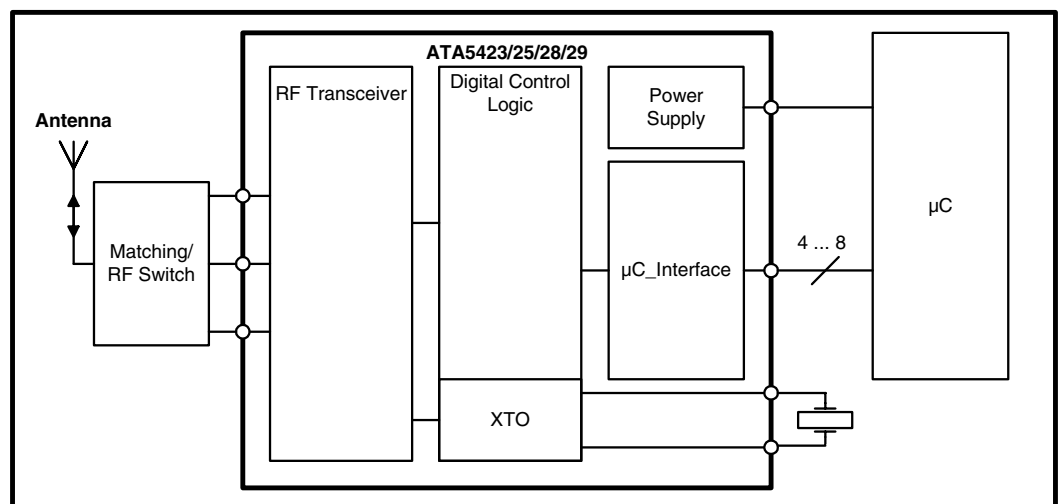 ATA5423/25/28/29
RF Transceiver
Digital Control
Logic
Power
Supply
Antenna
Matching/
RF Switch
µC_Interface
4 ... 8
µC
XTO